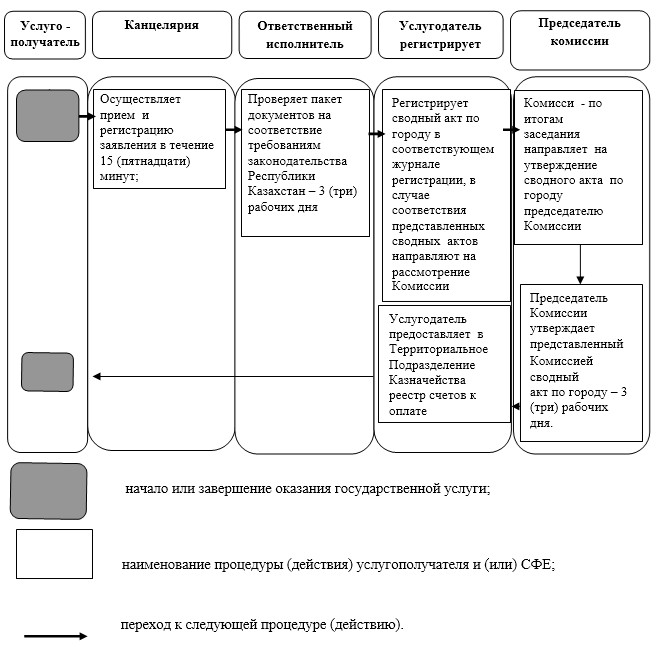 Услуго -
получатель
Канцелярия
Ответственный
исполнитель
Услугодатель
регистрирует
Председатель
комиссии
Осуществляет
прием и
регистрацию
заявления в течение
15 (пятнадцати)
минут;
Проверяет пакет
документов на
соответствие
требованиям
законодательства
Республики
Казахстан – 3 (три)
рабочих дня
Регистрирует
сводный акт по
городу в
соответствующем
журнале
регистрации, в
случае
соответствия
представленных
сводных актов
направляют на
рассмотрение
Комиссии
Комисси - по
итогам
заседания
направляет на
утверждение
сводного акта по
городу
председателю
Комиссии
Председатель
Комиссии
утверждает
представленный
Комиссией
сводный
акт по городу – 3
(три) рабочих
дня.
Услугодатель
предоставляет в
Территориальное
Подразделение
Казначейства
реестр счетов к
оплате
начало или завершение оказания государственной услуги;
наименование процедуры (действия) услугополучателя и (или) СФЕ;
переход к следующей процедуре (действию).